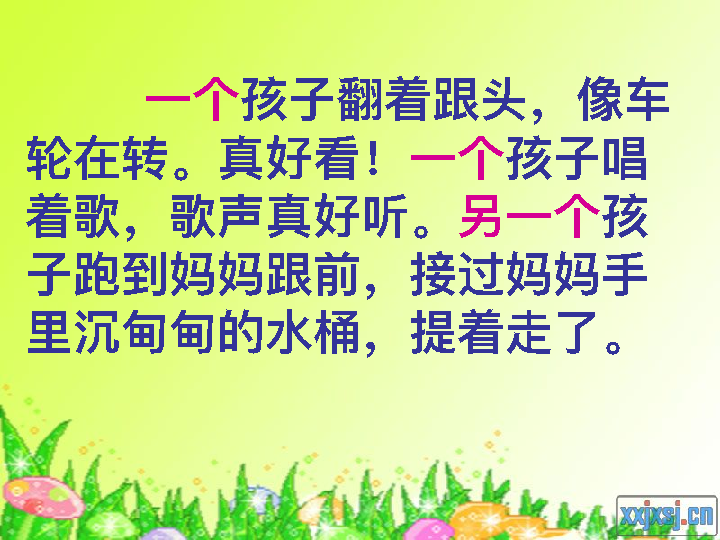 一个孩子翻着跟头，像车
轮在转。真好看！一个孩子唱
着歌，歌声真好听。另一个孩
子跑到妈妈跟前，接过妈妈手
里沉甸甸的水桶，提着走了。
xxjxsj.cn